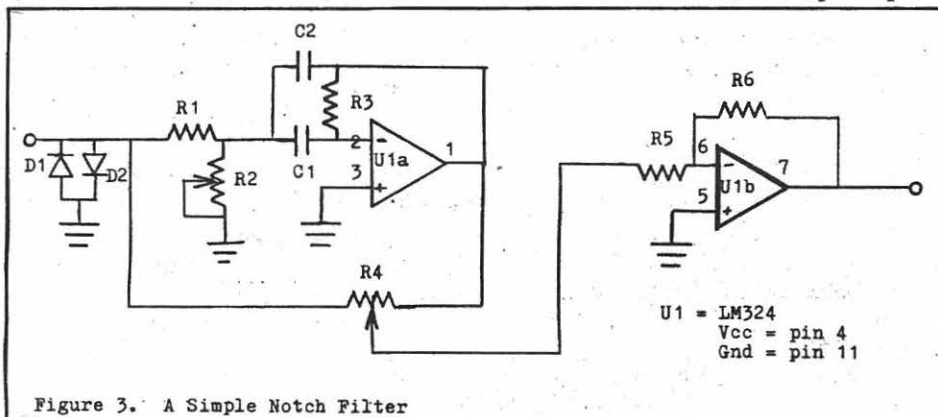 C2
R6
R1
R3
R5
2
1
6
D1
D2
C1
3
U1a
7
R2
5
U1b
R4
U1 = LM324
Vcc = pin 4
Gnd = pin 11
Figure 3. A Simple Notch Filter